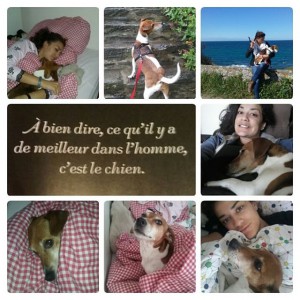 À bien dire, ce qu'il y a
de meilleur dans l'homme,
c'est le chien.